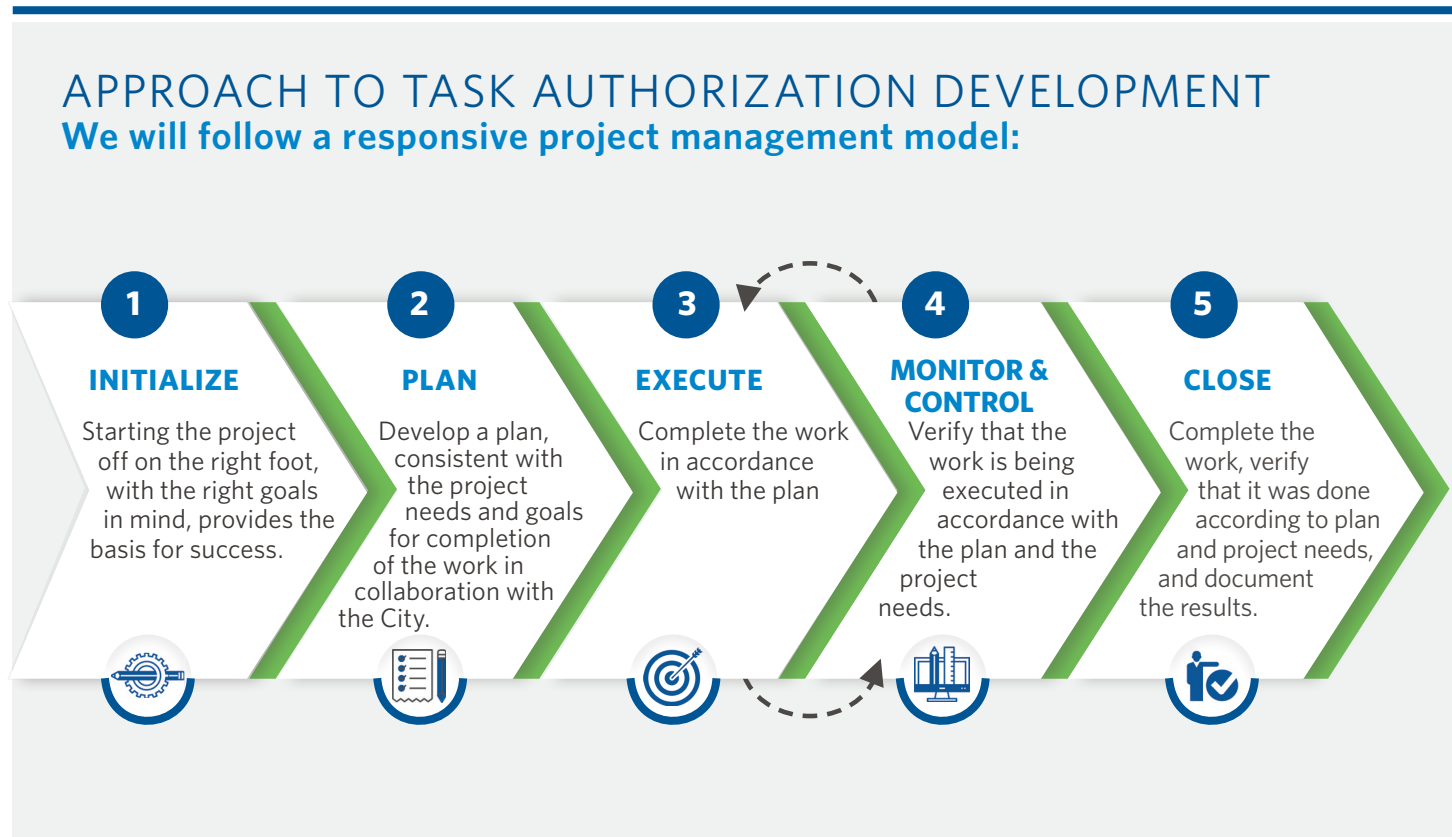 APPROACH TO TASK AUTHORIZATION DEVELOPMENT
We will follow a responsive project management model:
1
INITIALIZE
Starting the project
off on the right foot,
with the right goals
in mind, provides the
basis for success.
2
PLAN
Develop a plan,
consistent with
the project
needs and goals
for completion
of the work in
collaboration with
the City.
3
EXECUTE
Complete the work
in accordance
with the plan
4
MONITOR &
CONTROL
Verify that the
work is being
executed in
accordance with
the plan and the
project
needs.
5
CLOSE
Complete the
work, verify
that it was done
according to plan
and project needs,
and document
the results.